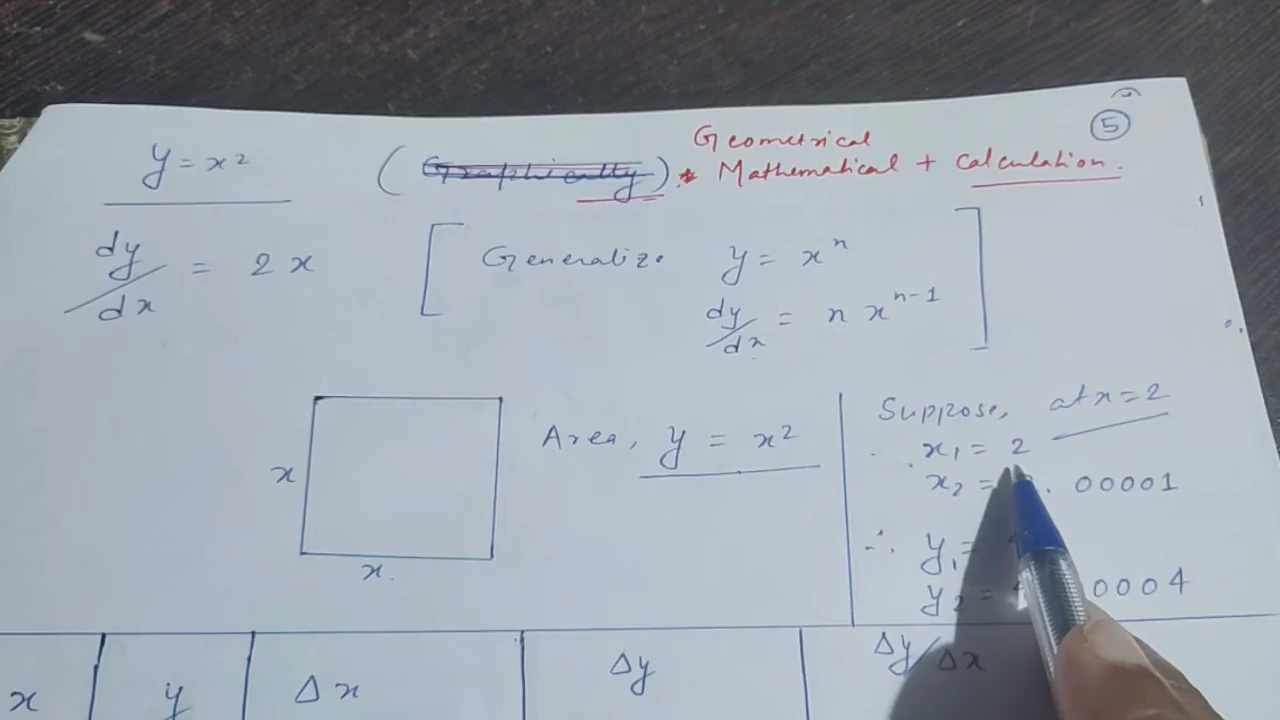 5
Geometrical
y = x² (Graphically) * Mathematical + Calculation.
dy/dx = 2x
[ Generalize y = xⁿ
dy/dx = n xⁿ⁻¹ ]
x
x.
Area, y = x²
Suppose, at x = 2
x₁ = 2
x₂ = . 00001
∴ y₁ =
y₂ = 0004
x y Δx Δy Δy/Δx